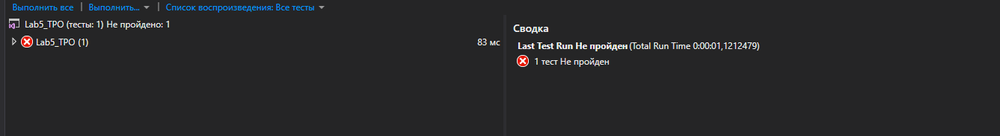 Выполнить все | Выполнить... | Список воспроизведения: Все тесты
Lab5_TPO (тесты: 1) Не пройдено: 1
Lab5_TPO (1) 83 мс
Сводка
Last Test Run Не пройден (Total Run Time 0:00:01,1212479)
1 тест Не пройден